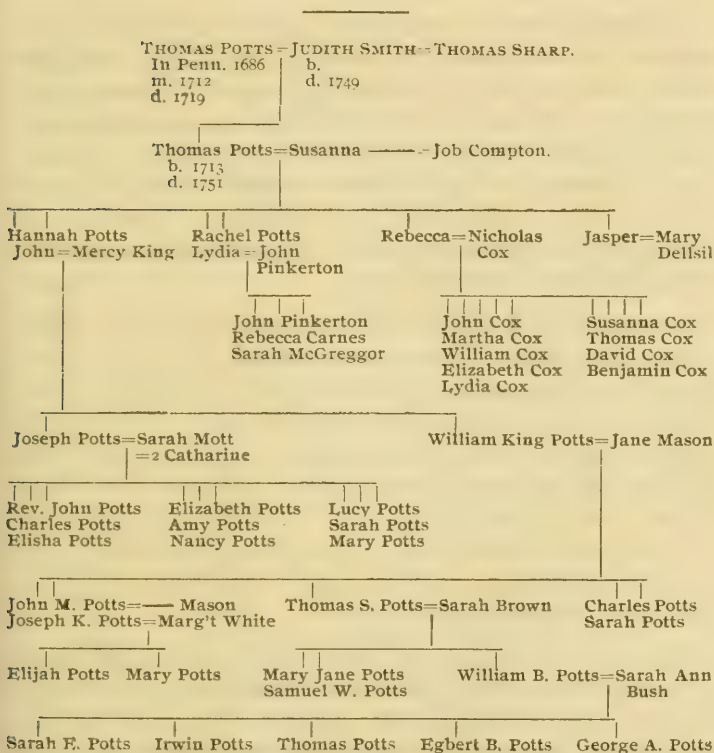 THOMAS POTTS=JUDITH SMITH=THOMAS SHARP.
In Penn. 1686 b.
m. 1712 d. 1749
d. 1719
Thomas Potts=Susanna ——— - Job Compton.
b. 1713
d. 1751
Hannah Potts Rachel Potts Rebecca=Nicholas Jasper=Mary
John=Mercy King Lydia=John Cox Dellsil
Pinkerton
John Pinkerton John Cox Susanna Cox
Rebecca Carnes Martha Cox Thomas Cox
Sarah McGreggor William Cox David Cox
Elizabeth Cox Benjamin Cox
Lydia Cox
Joseph Potts=Sarah Mott William King Potts=Jane Mason
=2 Catharine
Rev. John Potts Elizabeth Potts Lucy Potts
Charles Potts Amy Potts Sarah Potts
Elisha Potts Nancy Potts Mary Potts
John M. Potts=—— Mason Thomas S. Potts=Sarah Brown Charles Potts
Joseph K. Potts=Marg't White Sarah Potts
Elijah Potts Mary Potts Mary Jane Potts William B. Potts=Sarah Ann
Samuel W. Potts Bush
Sarah E. Potts Irwin Potts Thomas Potts Egbert B. Potts George A. Potts